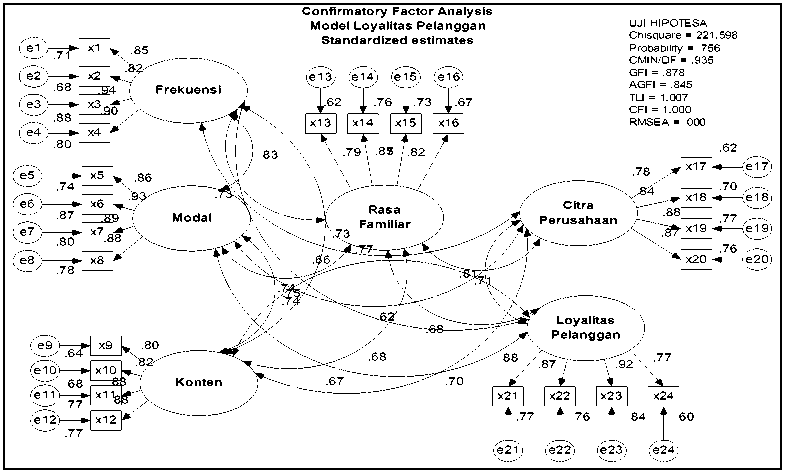 Confirmatory Factor Analysis
Model Loyalitas Pelanggan
Standardized estimates
UJI HIPOTESA
Chisquare = 221,598
Probability = .756
CMIN/DF = .935
GFI = .878
AGFI = .845
TLI = 1.007
CFI = 1.000
RMSEA = .000
e1 .71 x1 .85
e2 .68 x2 .82
e3 .88 x3 .94
e4 .80 x4 .90
Frekuensi
e5 .74 x5 .86
e6 .87 x6 .93
e7 .80 x7 .89
e8 .78 x8 .88
Modal
e9 .64 x9 .80
e10 68 x10 .82
e11 77 x11
e12 .77 x12
Konten
e13 e14 e15 e16
.62 .76 .73 .67
x13 x14 x15 x16
.79 .82
Rasa
Familiar
.62
.78 x17 e17
.84 x18 .70 e18
.88 x19 .77 e19
.87 x20 .76 e20
Citra
Perusahaan
Loyalitas
Pelanggan
.88 .87 .92 .77
x21 x22 x23 x24
.77 76 84 60
e21 e22 e23 e24
.83
.73
.73
.77
.66
.74
.74
.71
.62
.68
.68
.67
.70